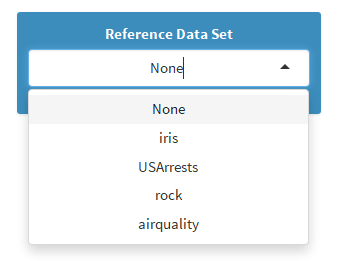 Reference Data Set
None
None
iris
USArrests
rock
airquality